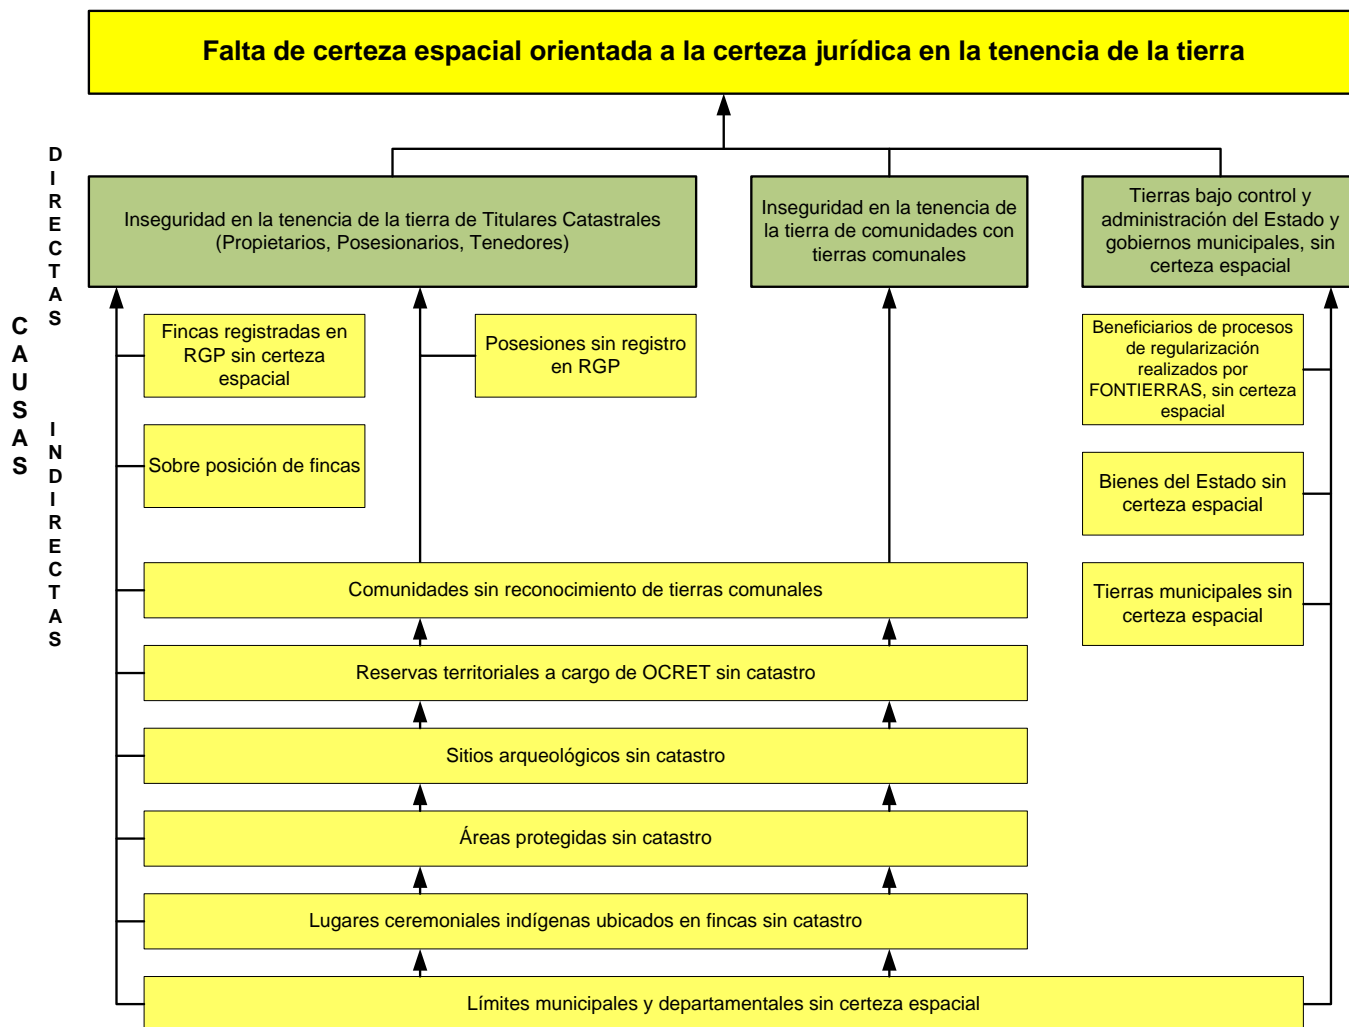 Falta de certeza espacial orientada a la certeza jurídica en la tenencia de la tierra
DIRECTAS
Inseguridad en la tenencia de la tierra de Titulares Catastrales
(Propietarios, Posesionarios, Tenedores)
Inseguridad en la tenencia de
la tierra de comunidades con
tierras comunales
Tierras bajo control y
administración del Estado y
gobiernos municipales, sin
certeza espacial
CAUSAS
INDIRECTAS
Fincas registradas en
RGP sin certeza
espacial
Posesiones sin registro
en RGP
Beneficiarios de procesos
de regularización
realizados por
FONTIERRAS, sin certeza
espacial
Sobre posición de fincas
Bienes del Estado sin
certeza espacial
Comunidades sin reconocimiento de tierras comunales
Tierras municipales sin
certeza espacial
Reservas territoriales a cargo de OCRET sin catastro
Sitios arqueológicos sin catastro
Áreas protegidas sin catastro
Lugares ceremoniales indígenas ubicados en fincas sin catastro
Límites municipales y departamentales sin certeza espacial